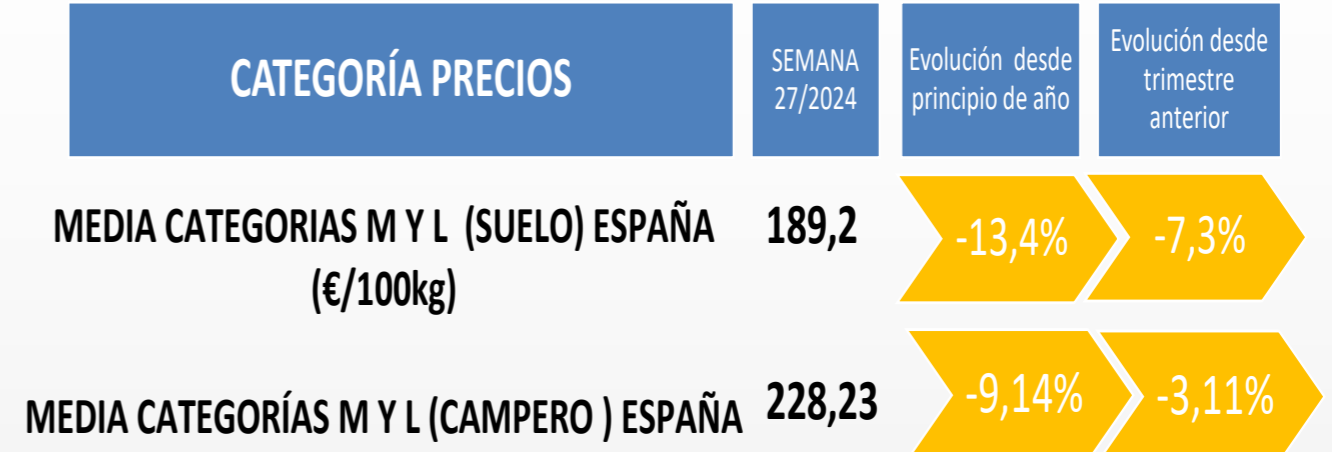 CATEGORÍA PRECIOS
SEMANA
27/2024
Evolución desde
principio de año
Evolución desde
trimestre
anterior
MEDIA CATEGORIAS M Y L (SUELO) ESPAÑA
(€/100kg)
189,2
-13,4%
-7,3%
MEDIA CATEGORÍAS M Y L (CAMPERO ) ESPAÑA
228,23
-9,14%
-3,11%